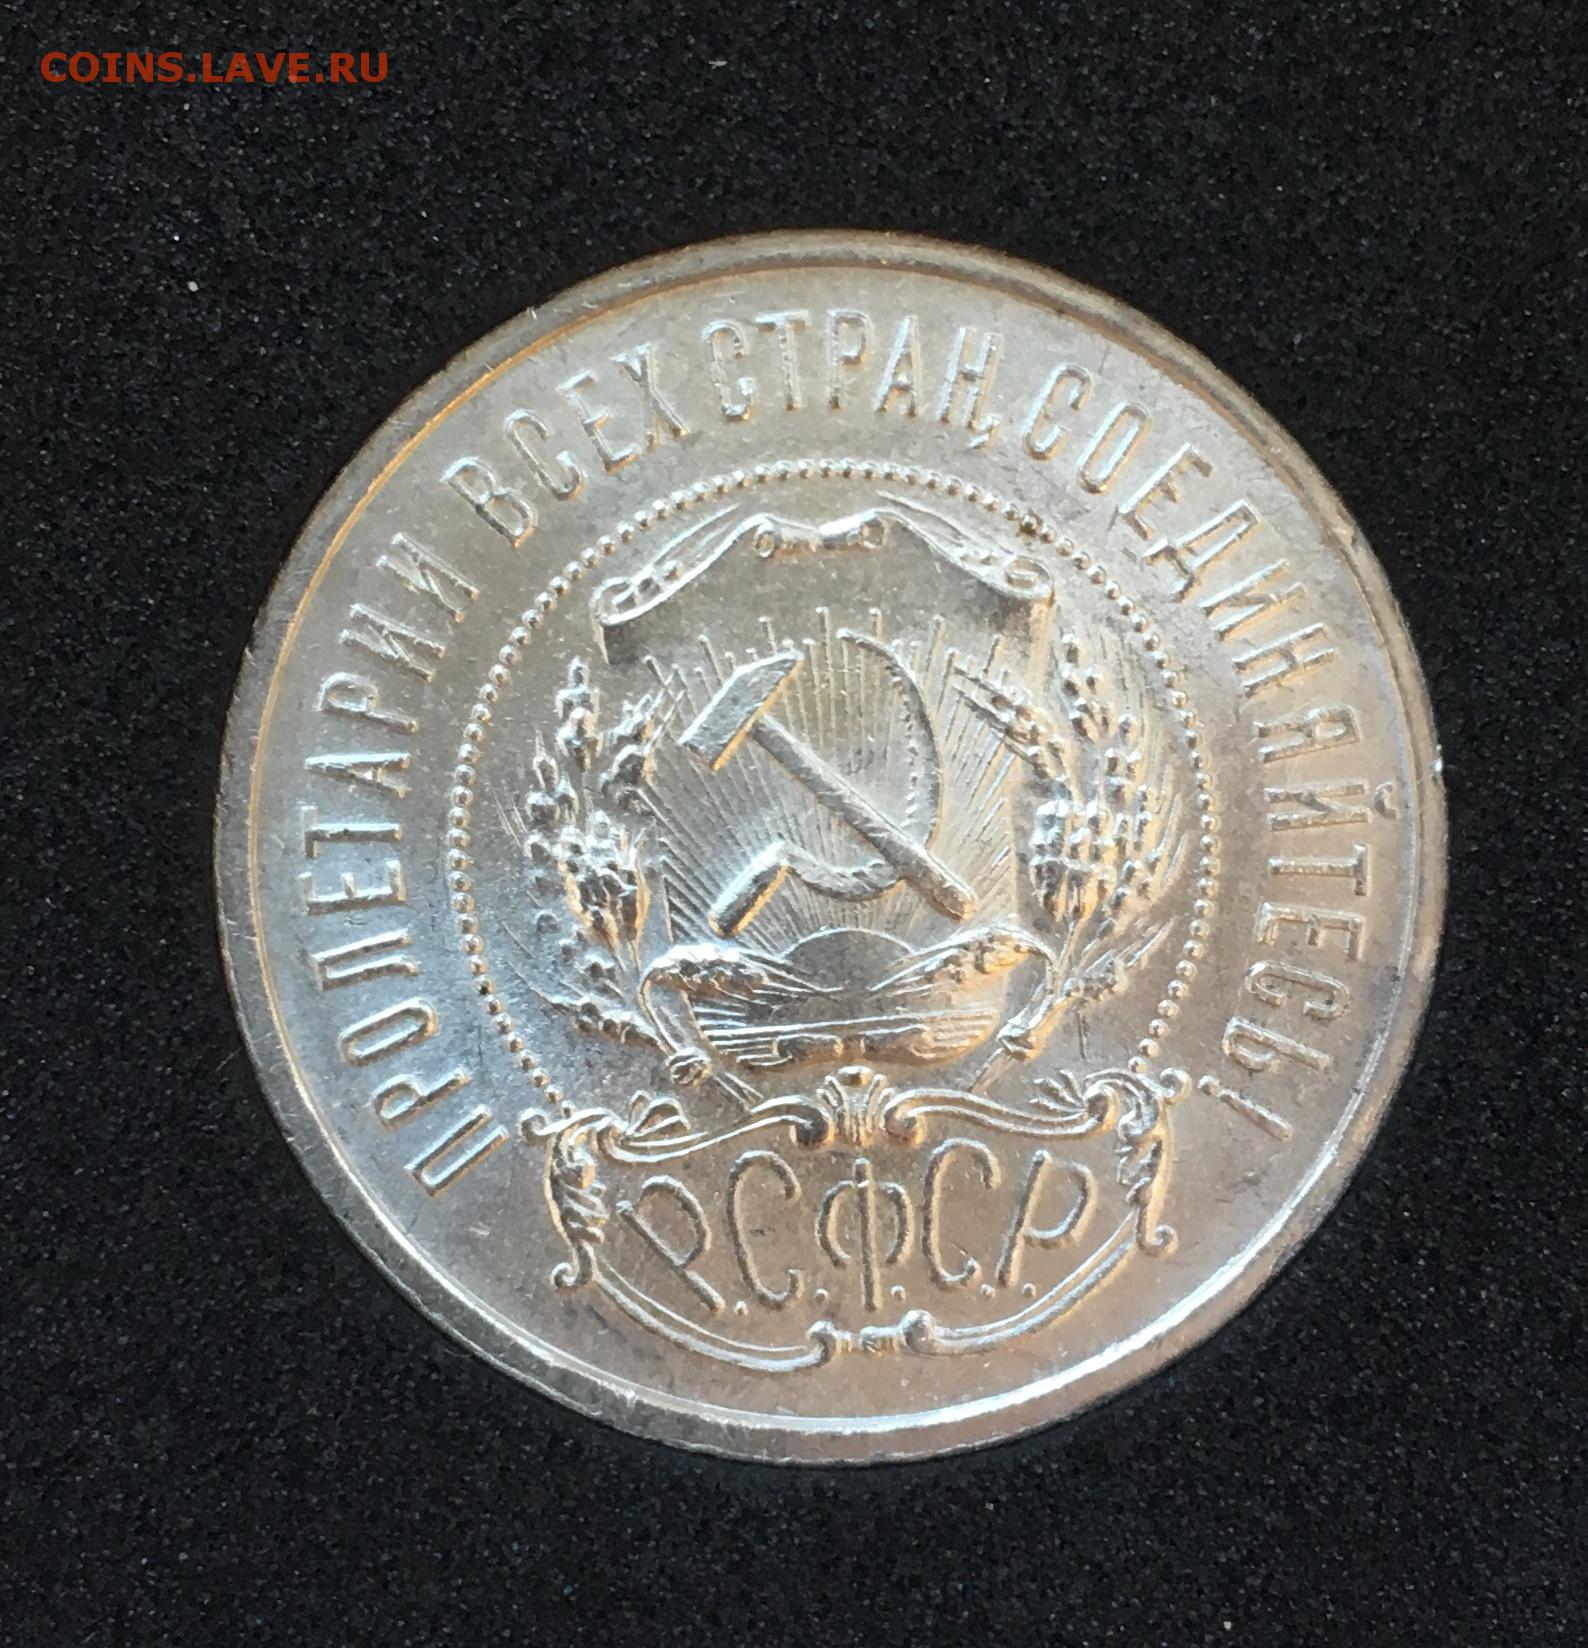 COINS.LAVE.RU
ПРОЛЕТАРИИ ВСЕХ СТРАН, СОЕДИНЯЙТЕСЬ!
Р.С.Ф.С.Р.